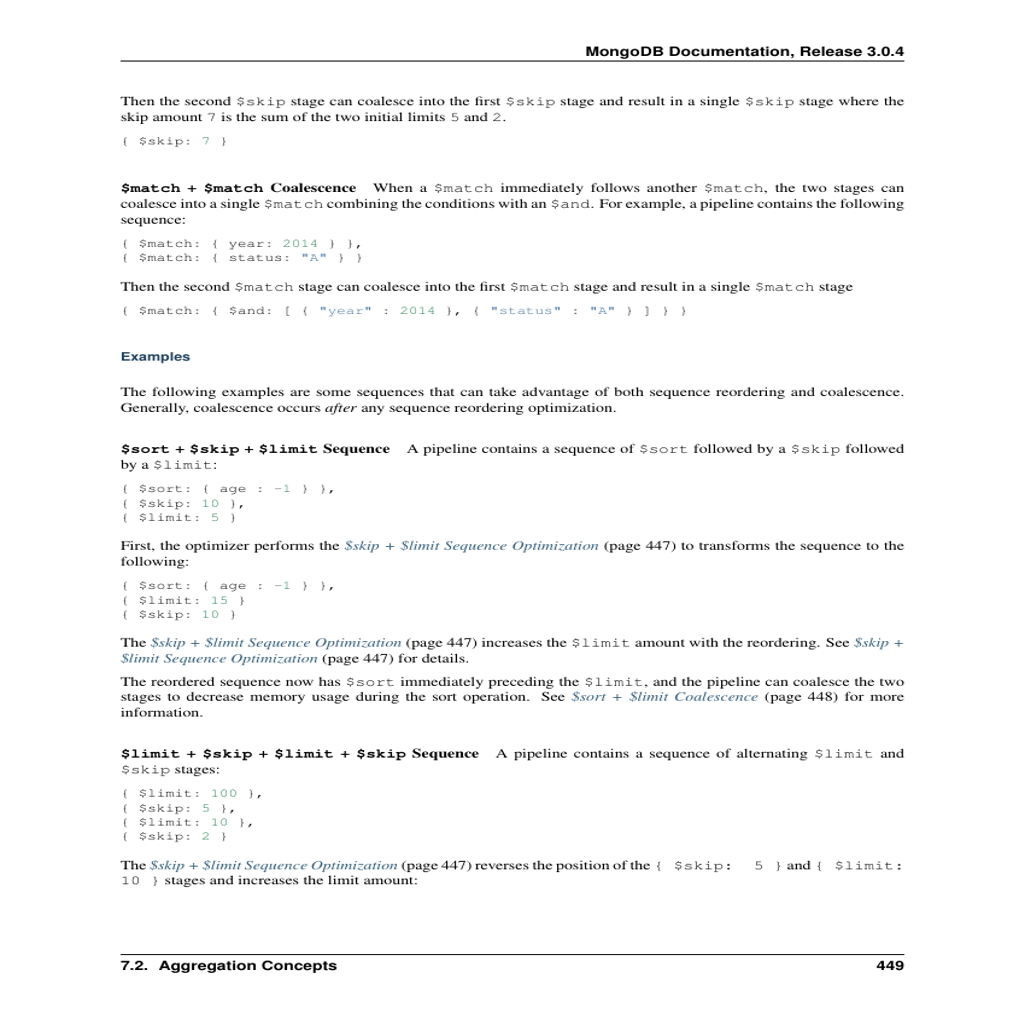 MongoDB Documentation, Release 3.0.4
Then the second $skip stage can coalesce into the first $skip stage and result in a single $skip stage where the
skip amount 7 is the sum of the two initial limits 5 and 2.
{ $skip: 7 }
$match + $match Coalescence When a $match immediately follows another $match, the two stages can
coalesce into a single $match combining the conditions with an $and. For example, a pipeline contains the following
sequence:
{ $match: { year: 2014 } },
{ $match: { status: "A" } }
Then the second $match stage can coalesce into the first $match stage and result in a single $match stage
{ $match: { $and: [ { "year" : 2014 }, { "status" : "A" } ] } }
Examples
The following examples are some sequences that can take advantage of both sequence reordering and coalescence.
Generally, coalescence occurs after any sequence reordering optimization.
$sort + $skip + $limit Sequence A pipeline contains a sequence of $sort followed by a $skip followed
by a $limit:
{ $sort: { age : -1 } },
{ $skip: 10 },
{ $limit: 5 }
First, the optimizer performs the $skip + $limit Sequence Optimization (page 447) to transforms the sequence to the
following:
{ $sort: { age : -1 } },
{ $limit: 15 }
{ $skip: 10 }
The $skip + $limit Sequence Optimization (page 447) increases the $limit amount with the reordering. See $skip +
$limit Sequence Optimization (page 447) for details.
The reordered sequence now has $sort immediately preceding the $limit, and the pipeline can coalesce the two
stages to decrease memory usage during the sort operation. See $sort + $limit Coalescence (page 448) for more
information.
$limit + $skip + $limit + $skip Sequence A pipeline contains a sequence of alternating $limit and
$skip stages:
{ $limit: 100 },
{ $skip: 5 },
{ $limit: 10 },
{ $skip: 2 }
The $skip + $limit Sequence Optimization (page 447) reverses the position of the { $skip: 5 } and { $limit:
10 } stages and increases the limit amount:
7.2. Aggregation Concepts 449